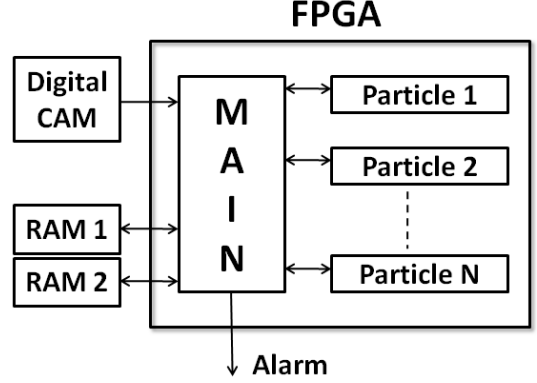 FPGA
Digital
CAM
M
A
I
N
Particle 1
Particle 2
RAM 1
RAM 2
Particle N
Alarm